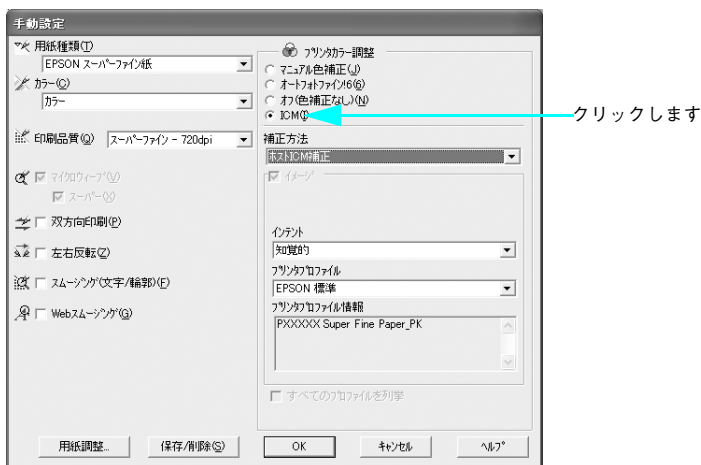 手動設定
用紙種類(T)
EPSON スーパーファイン紙
カラー(C)
カラー
印刷品質(Q) スーパーファイン - 720dpi
マイクロウィーブ(V)
スーパー(X)
双方向印刷(P)
左右反転(Z)
スムージング(文字/輪郭)(E)
Webスムージング(G)
プリンタカラー調整
マニュアル色補正(J)
オートフォトファイン!6(6)
オフ(色補正なし)(N)
ICM(I)
クリックします
補正方法
ホストICM補正
イメージ
インテント
知覚的
プリンタプロファイル
EPSON 標準
プリンタプロファイル情報
PXXXXX Super Fine Paper_PK
すべてのプロファイルを列挙
用紙調整... 保存/削除(S) OK キャンセル ヘルプ